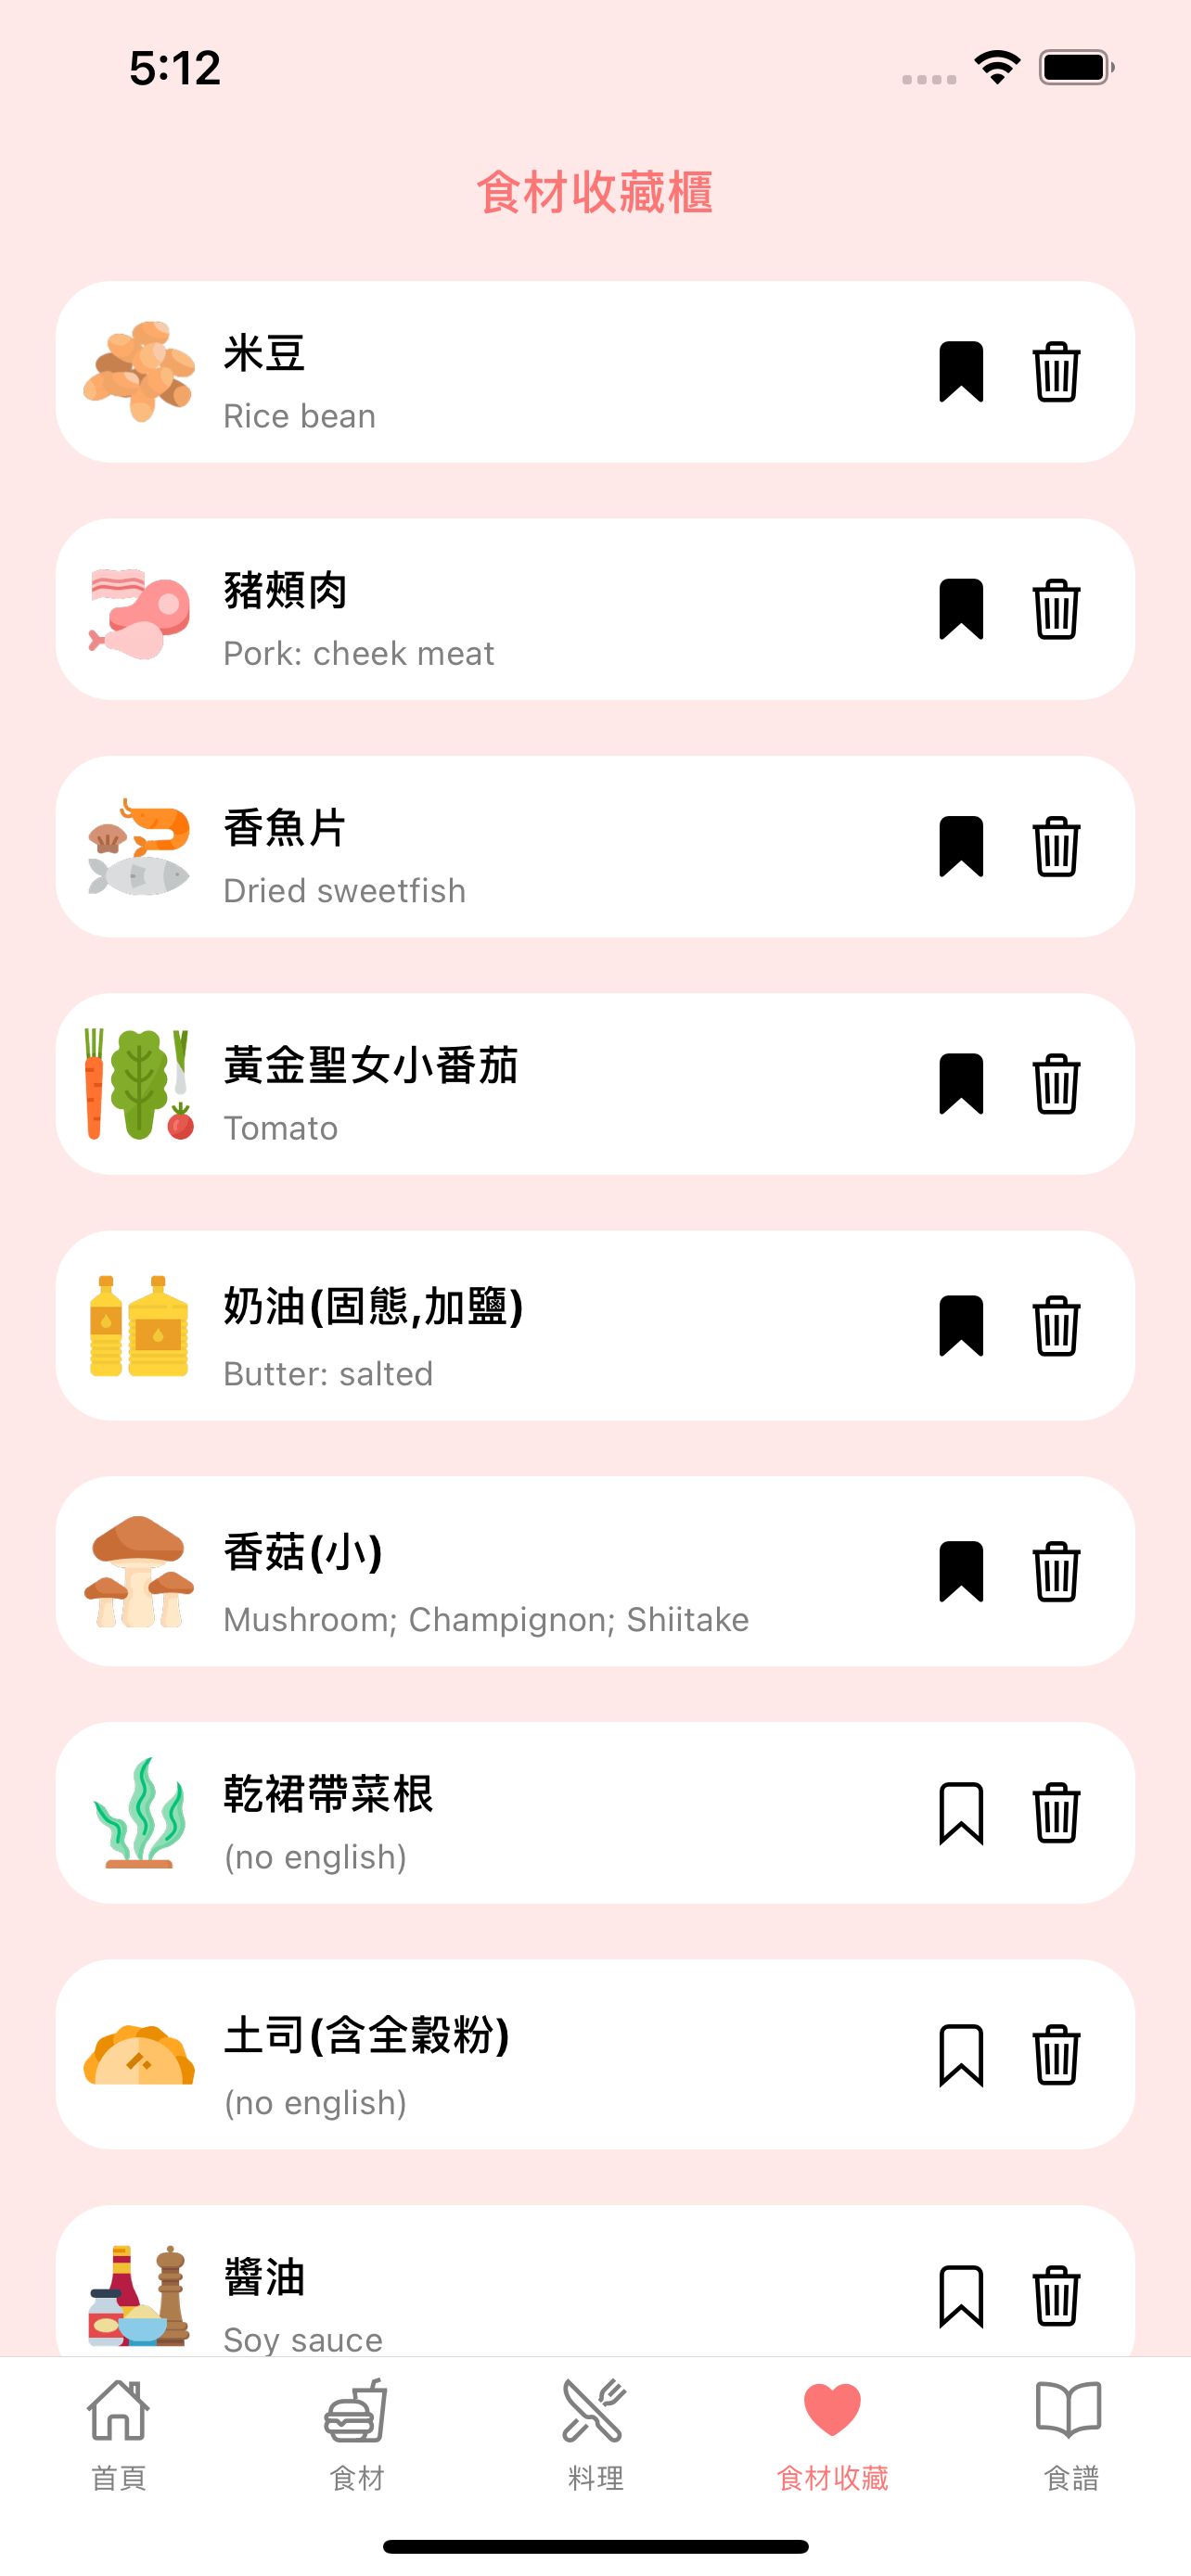 5:12
食材收藏櫃
米豆
Rice bean
豬頰肉
Pork: cheek meat
香魚片
Dried sweetfish
黃金聖女小番茄
Tomato
奶油(固態,加鹽)
Butter: salted
香菇(小)
Mushroom; Champignon; Shiitake
乾裙帶菜根
(no english)
土司(含全穀粉)
(no english)
醬油
Soy sauce
首頁
食材
料理
食材收藏
食譜